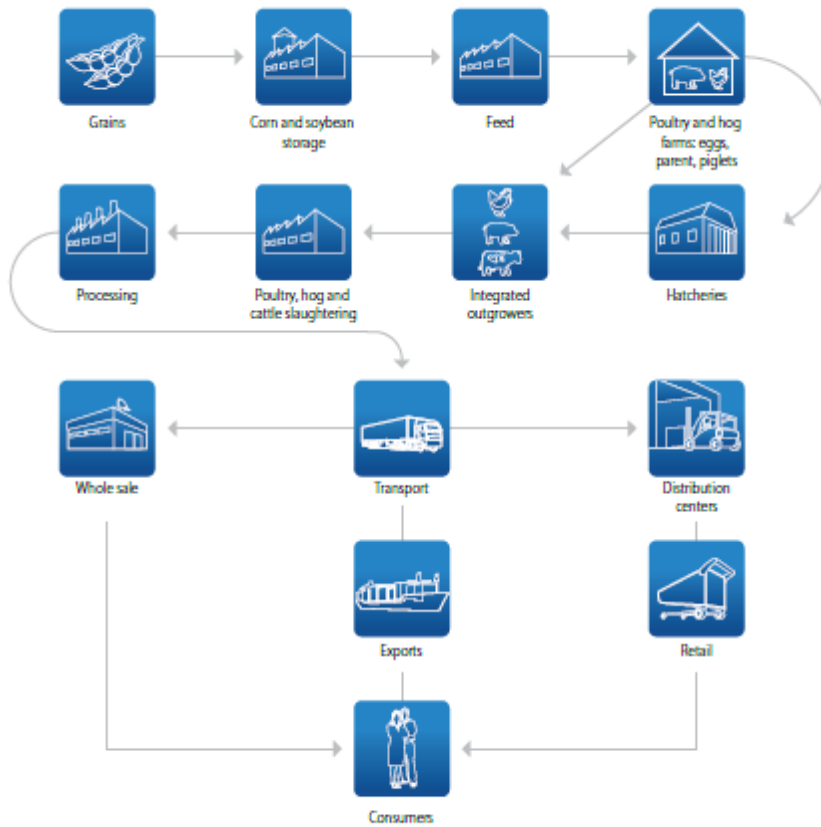 Grains
Corn and soybean
storage
Feed
Poultry and hog
farms: eggs,
parent, piglets
Processing
Poultry, hog and
cattle slaughtering
Integrated
outgrowers
Hatcheries
Whole sale
Transport
Distribution
centers
Exports
Retail
Consumers